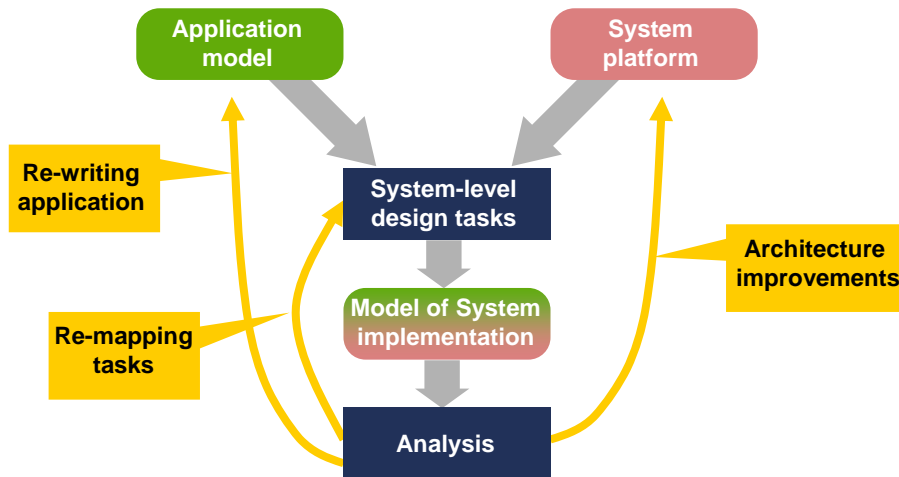 Application
model
System
platform
Re-writing
application
System-level
design tasks
Architecture
improvements
Model of System
implementation
Re-mapping
tasks
Analysis